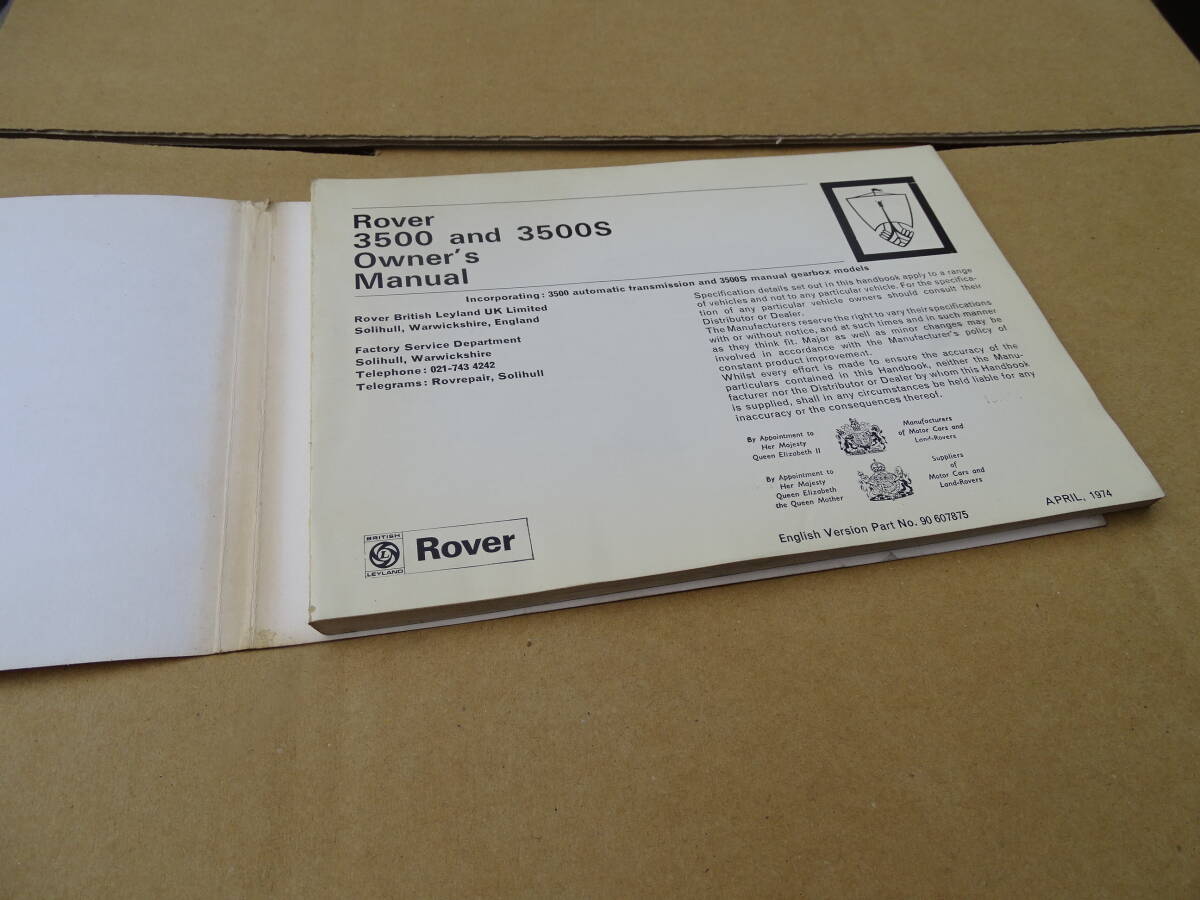 Rover
3500 and 3500S
Owner's
Manual
Incorporating: 3500 automatic transmission and 3500S manual gearbox models
Rover British Leyland UK Limited
Solihull, Warwickshire, England
Factory Service Department
Solihull, Warwickshire
Telephone: 021-743 4242
Telegrams: Rovrepair, Solihull
Specification details set out in this handbook apply to a range
of vehicles and not to any particular vehicle. For the specifica-
tion of any particular vehicle owners should consult their
Distributor or Dealer.
The Manufacturers reserve the right to vary their specifications
with or without notice, and at such times and in such manner
as they think fit. Major as well as minor changes may be
involved in accordance with the Manufacturer's policy of
constant product improvement.
Whilst every effort is made to ensure the accuracy of the
particulars contained in this Handbook, neither the Manu-
facturer nor the Distributor or Dealer by whom this Handbook
is supplied, shall in any circumstances be held liable for any
inaccuracy or the consequences thereof.
By Appointment to
Her Majesty
Queen Elizabeth II
Manufacturers
of Motor Cars and
Land-Rovers
By Appointment to
Her Majesty
Queen Elizabeth
the Queen Mother
Suppliers
of
Motor Cars and
Land-Rovers
BRITISH
L
LEYLAND
Rover
English Version Part No. 90 607875
APRIL, 1974